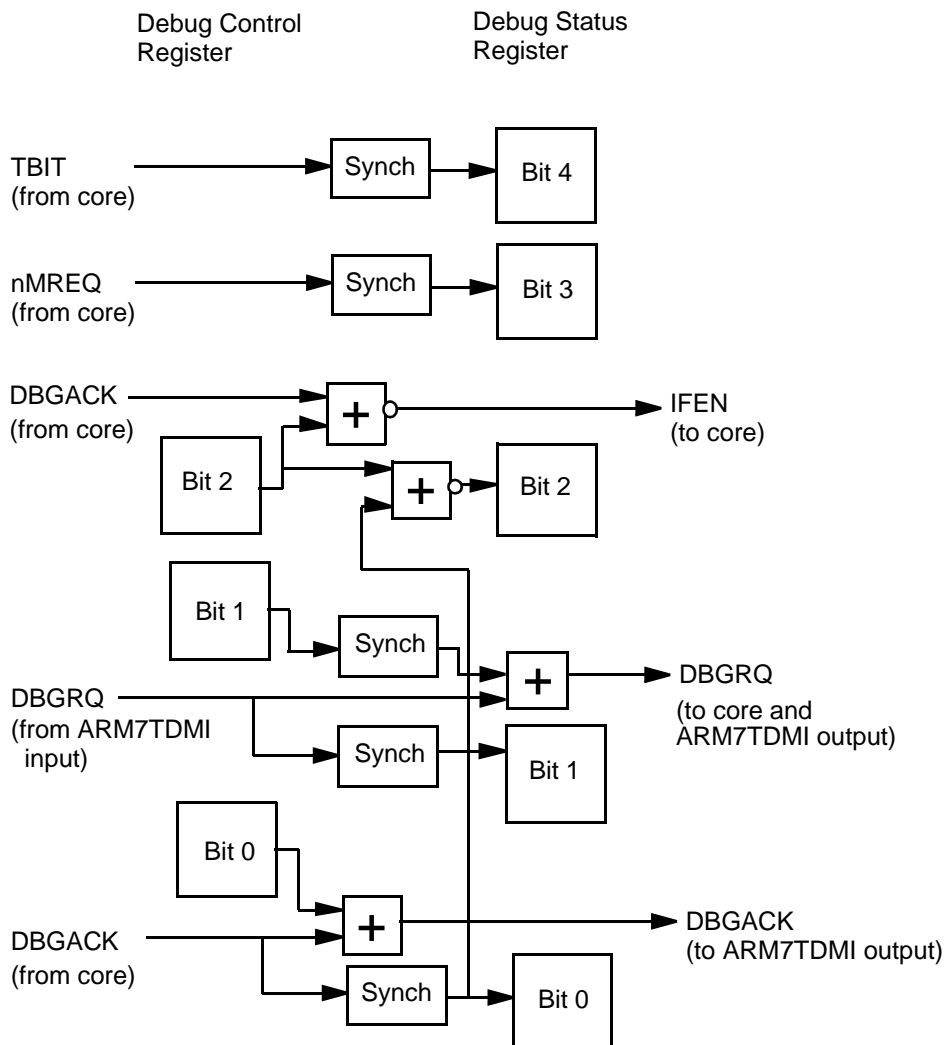 Debug Control
Register
Debug Status
Register
TBIT
(from core)
Synch
Bit 4
nMREQ
(from core)
Synch
Bit 3
DBGACK
(from core)
+
IFEN
(to core)
Bit 2
+
Bit 2
Bit 1
Synch
+
DBGRQ
(to core and
ARM7TDMI output)
DBGRQ
(from ARM7TDMI
input)
Synch
Bit 1
Bit 0
+
DBGACK
(to ARM7TDMI output)
DBGACK
(from core)
Synch
Bit 0